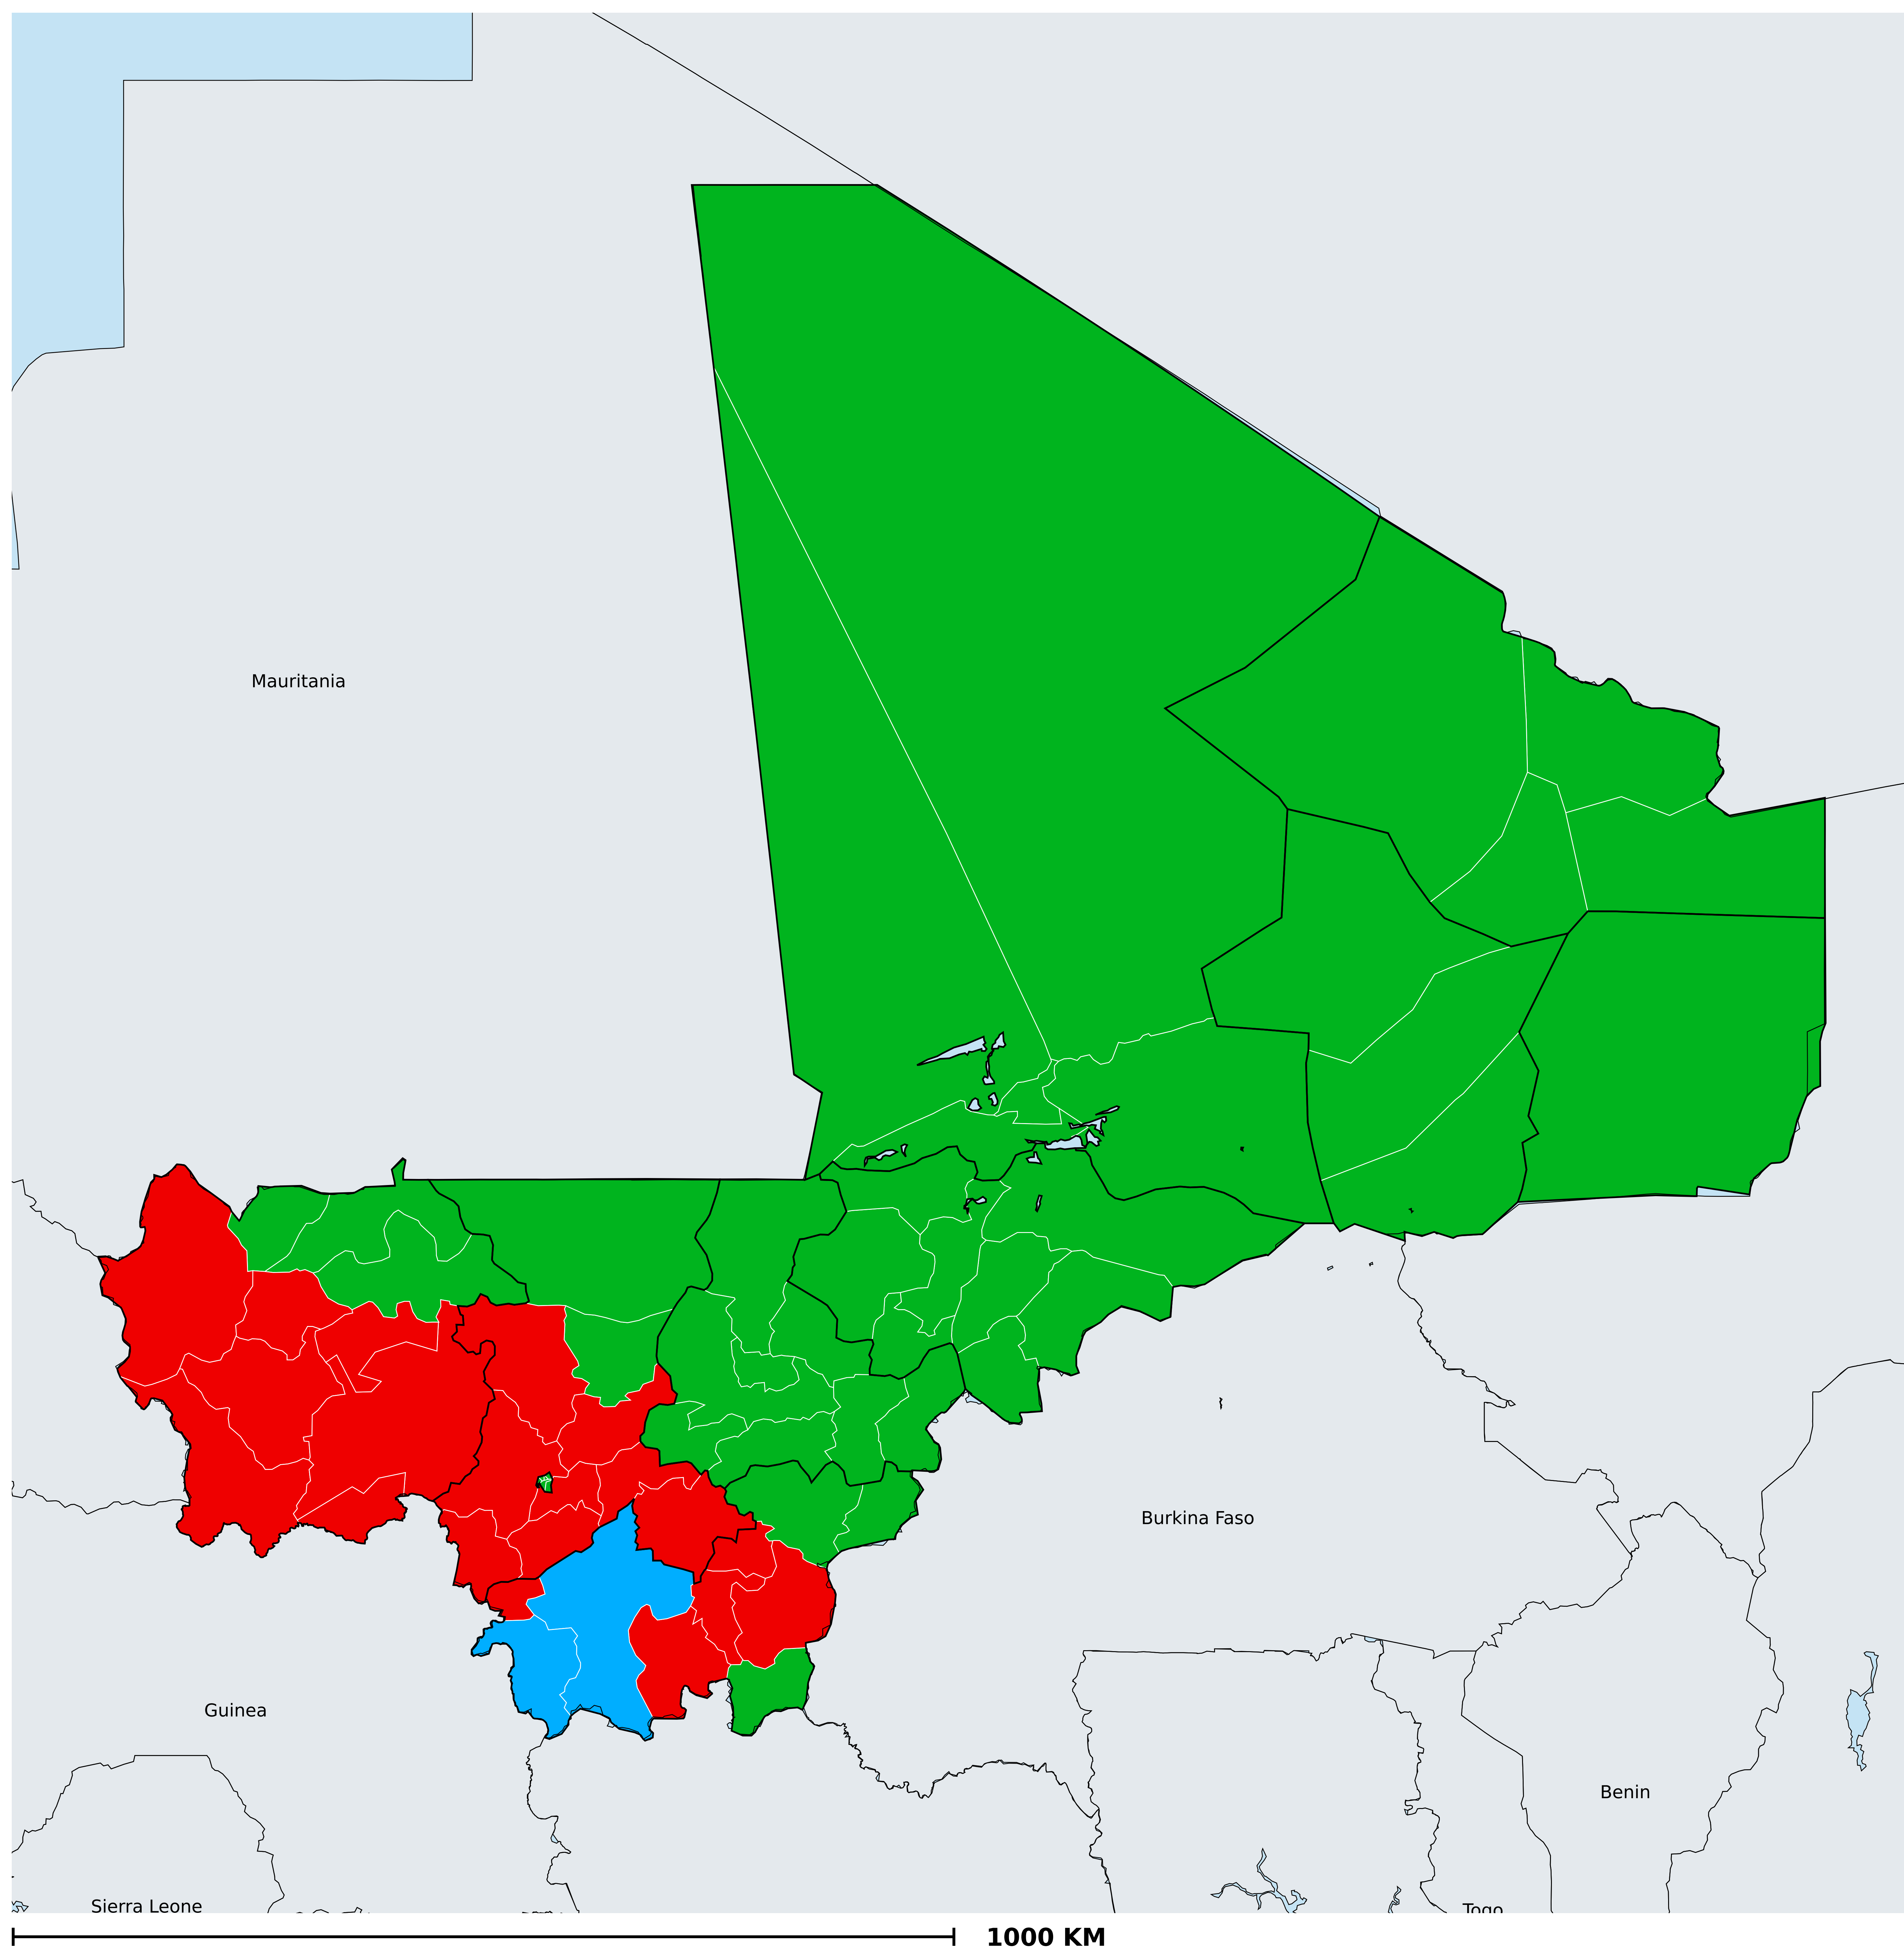 Mauritania
Burkina Faso
Guinea
Benin
Sierra Leone
Togo
1000 KM